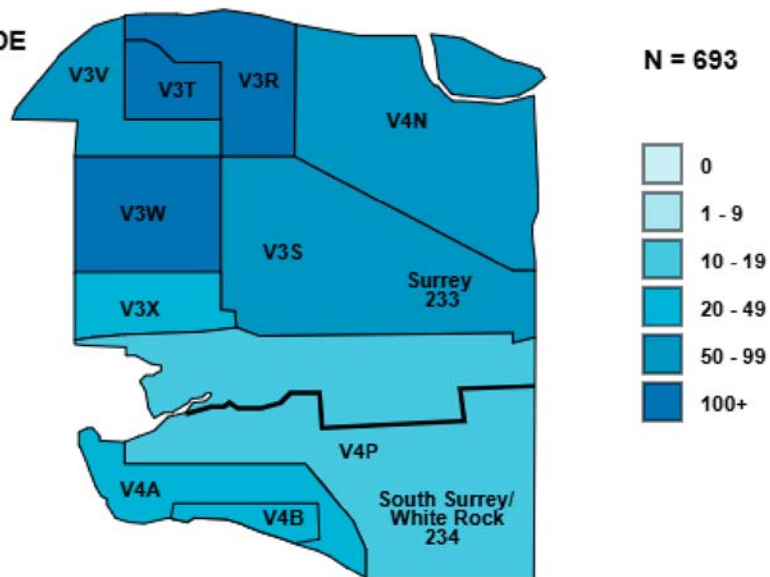 DE
N = 693
V3V
V3T
V3R
V4N
0
1 - 9
10 - 19
20 - 49
50 - 99
100+
V3W
V3S
Surrey
233
V3X
V4P
V4A
V4B
South Surrey/
White Rock
234